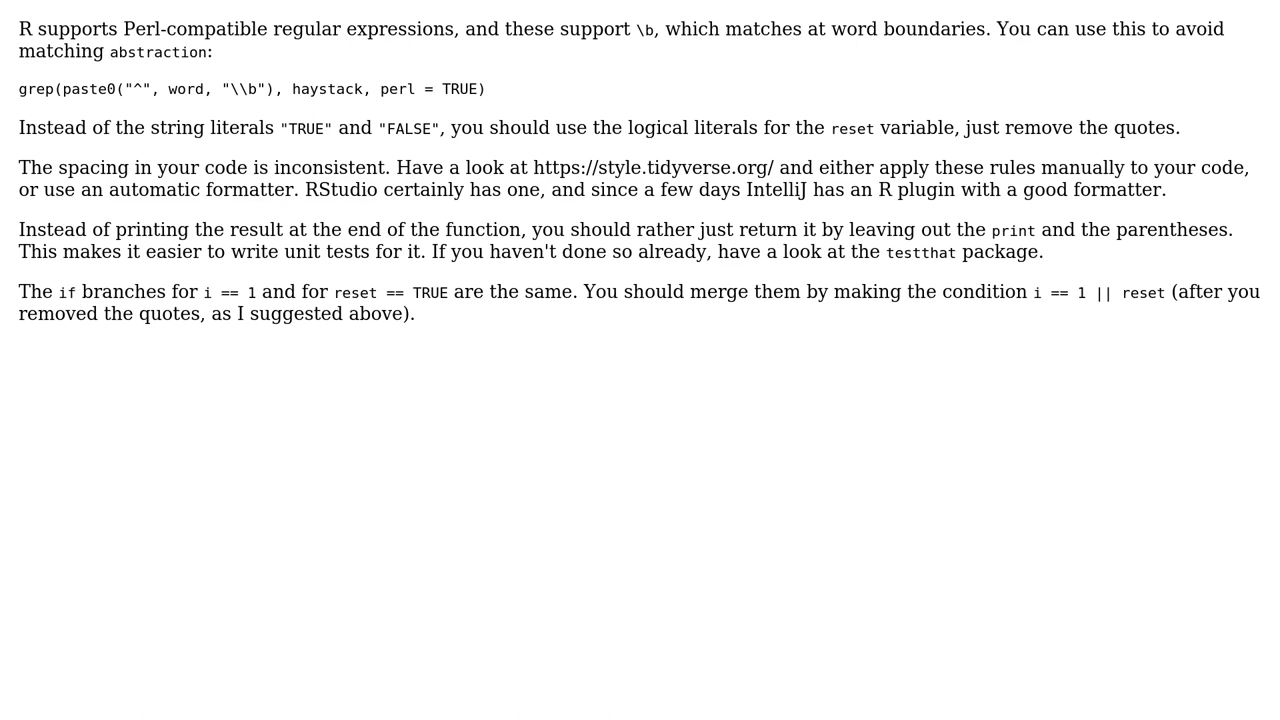 R supports Perl-compatible regular expressions, and these support \b, which matches at word boundaries. You can use this to avoid
matching abstraction:
grep(paste0("^", word, "\\b"), haystack, perl = TRUE)
Instead of the string literals "TRUE" and "FALSE", you should use the logical literals for the reset variable, just remove the quotes.
The spacing in your code is inconsistent. Have a look at https://style.tidyverse.org/ and either apply these rules manually to your code,
or use an automatic formatter. RStudio certainly has one, and since a few days IntelliJ has an R plugin with a good formatter.
Instead of printing the result at the end of the function, you should rather just return it by leaving out the print and the parentheses.
This makes it easier to write unit tests for it. If you haven't done so already, have a look at the testthat package.
The if branches for i == 1 and for reset == TRUE are the same. You should merge them by making the condition i == 1 || reset (after you
removed the quotes, as I suggested above).